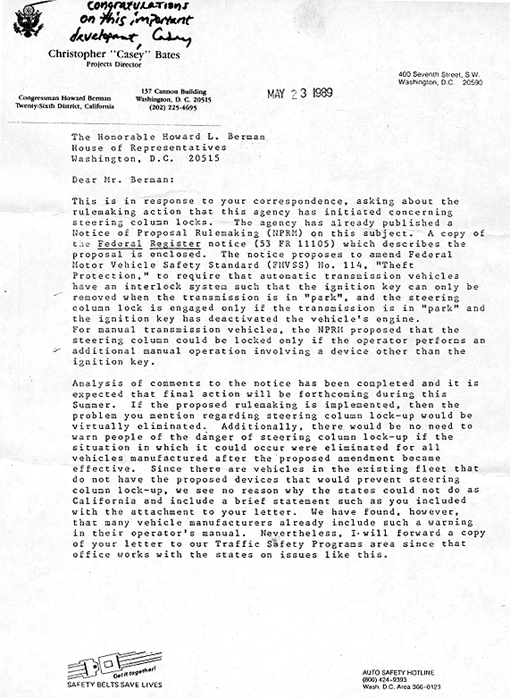 Congratulations
on this important
development, Casey
Christopher "Casey" Bates
Projects Director
Congressman Howard Berman
Twenty-Sixth District, California
137 Cannon Building
Washington, D. C. 20515
(202) 225-4695
MAY 23 1989
400 Seventh Street, S.W.
Washington, D.C. 20590
The Honorable Howard L. Berman
House of Representatives
Washington, D.C. 20515
Dear Mr. Berman:
This is in response to your correspondence, asking about the
rulemaking action that this agency has initiated concerning
steering column locks. The agency has already published a
Notice of Proposal Rulemaking (NPRM) on this subject. A copy of
the Federal Register notice (53 FR 11105) which describes the
proposal is enclosed. The notice proposes to amend Federal
Motor Vehicle Safety Standard (FMVSS) No. 114, "Theft
Protection," to require that automatic transmission vehicles
have an interlock system such that the ignition key can only be
removed when the transmission is in "park", and the steering
column lock is engaged only if the transmission is in "park" and
the ignition key has deactivated the vehicle's engine.
For manual transmission vehicles, the NPRM proposed that the
steering column could be locked only if the operator performs an
additional manual operation involving a device other than the
ignition key.
Analysis of comments to the notice has been completed and it is
expected that final action will be forthcoming during this
Summer. If the proposed rulemaking is implemented, then the
problem you mention regarding steering column lock-up would be
virtually eliminated. Additionally, there would be no need to
warn people of the danger of steering column lock-up if the
situation in which it could occur were eliminated for all
vehicles manufactured after the proposed amendment became
effective. Since there are vehicles in the existing fleet that
do not have the proposed devices that would prevent steering
column lock-up, we see no reason why the states could not do as
California and include a brief statement such as you included
with the attachment to your letter. We have found, however,
that many vehicle manufacturers already include such a warning
in their operator's manual. Nevertheless, I will forward a copy
of your letter to our Traffic Safety Programs area since that
office works with the states on issues like this.
Get it together!
SAFETY BELTS SAVE LIVES
AUTO SAFETY HOTLINE
(800) 424-9393
Wash. D.C. Area 366-0123